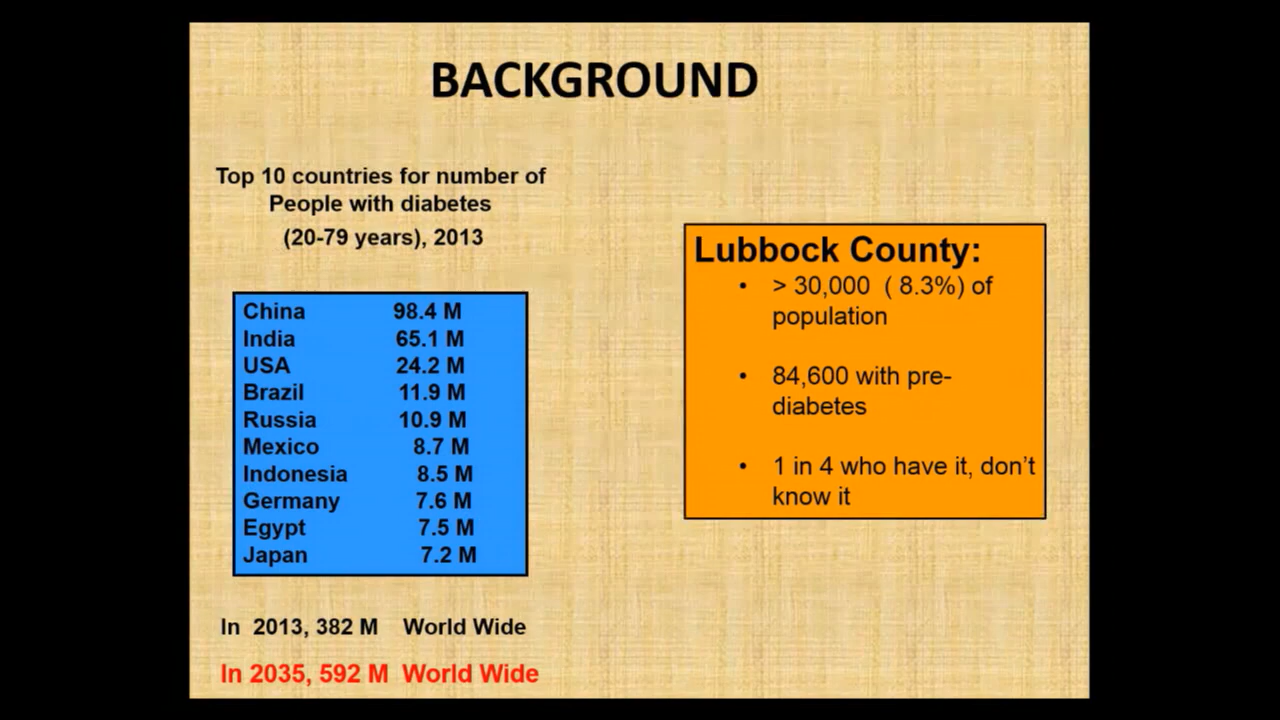 BACKGROUND
Top 10 countries for number of
People with diabetes
(20-79 years), 2013
China 98.4 M
India 65.1 M
USA 24.2 M
Brazil 11.9 M
Russia 10.9 M
Mexico 8.7 M
Indonesia 8.5 M
Germany 7.6 M
Egypt 7.5 M
Japan 7.2 M
In 2013, 382 M World Wide
In 2035, 592 M World Wide
Lubbock County:
• > 30,000 ( 8.3%) of
population
• 84,600 with pre-
diabetes
• 1 in 4 who have it, don't
know it